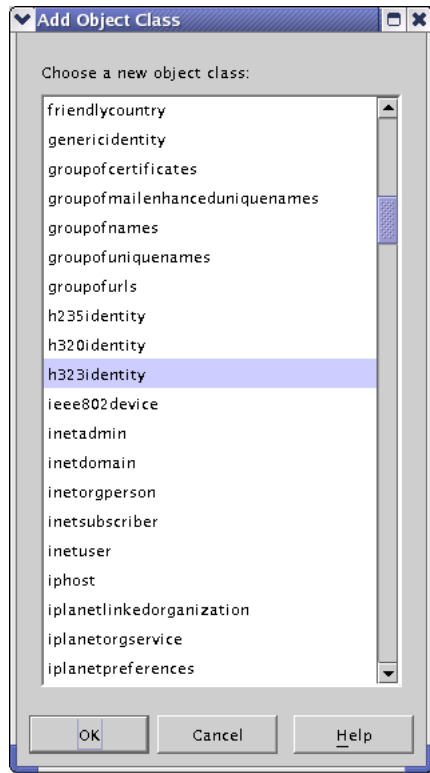 Add Object Class
Choose a new object class:
friendlycountry
genericidentity
groupofcertificates
groupofmailenhanceduniquenames
groupofnames
groupofuniquenames
groupofurls
h235identity
h320identity
h323identity
ieee802device
inetadmin
inetdomain
inetorgperson
inetsubscriber
inetuser
iphost
iplanetlinkedorganization
iplanetorgservice
iplanetpreferences
OK Cancel Help